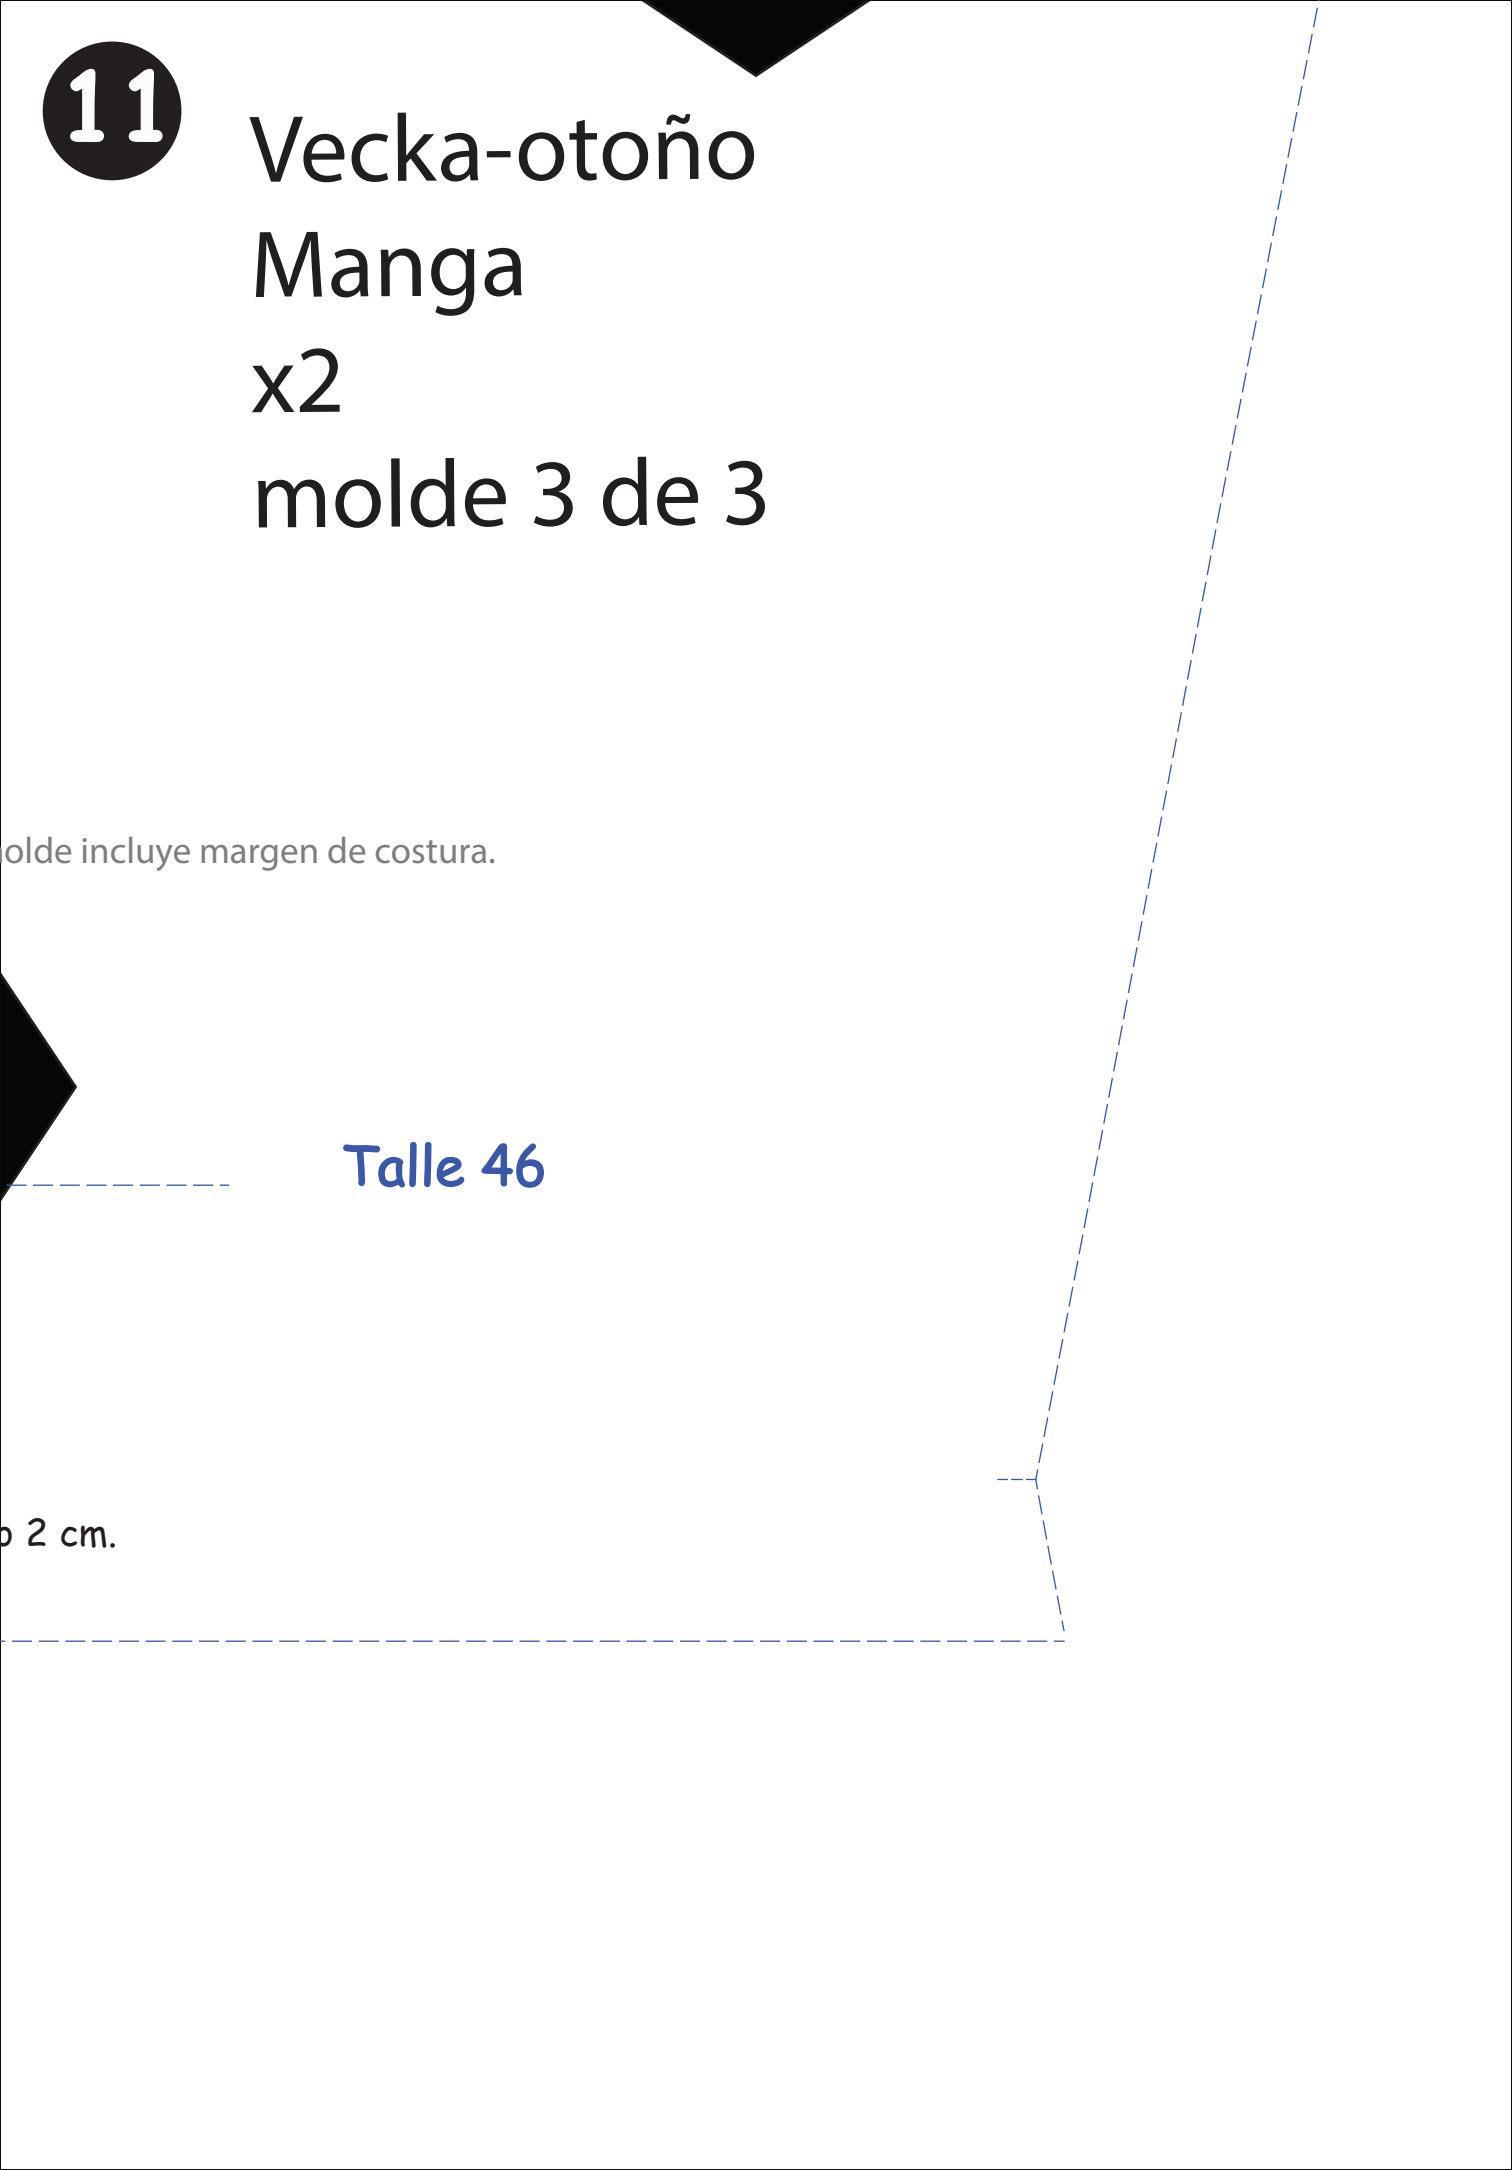 11
Vecka-otoño
Manga
x2
molde 3 de 3
olde incluye margen de costura.
Talle 46
2 cm.